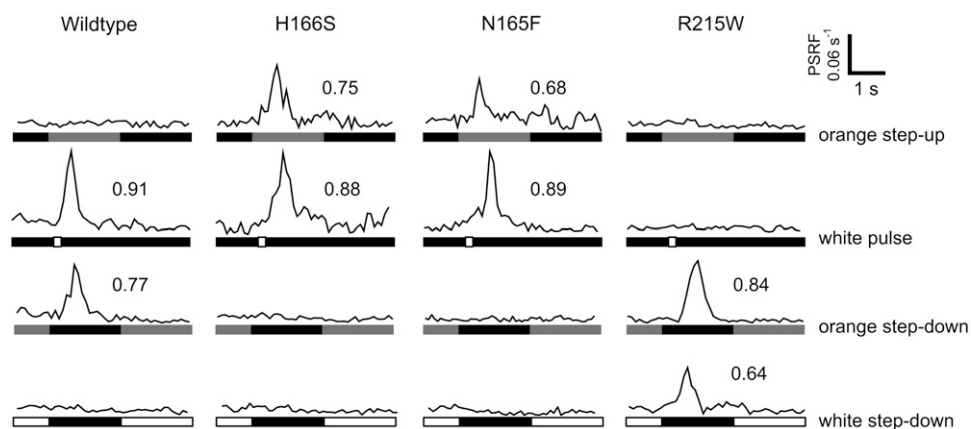 Wildtype H166S N165F R215W
PSRF
0.06 s⁻¹
1 s
0.75 0.68
orange step-up
0.91 0.88 0.89
white pulse
0.77 0.84
orange step-down
0.64
white step-down